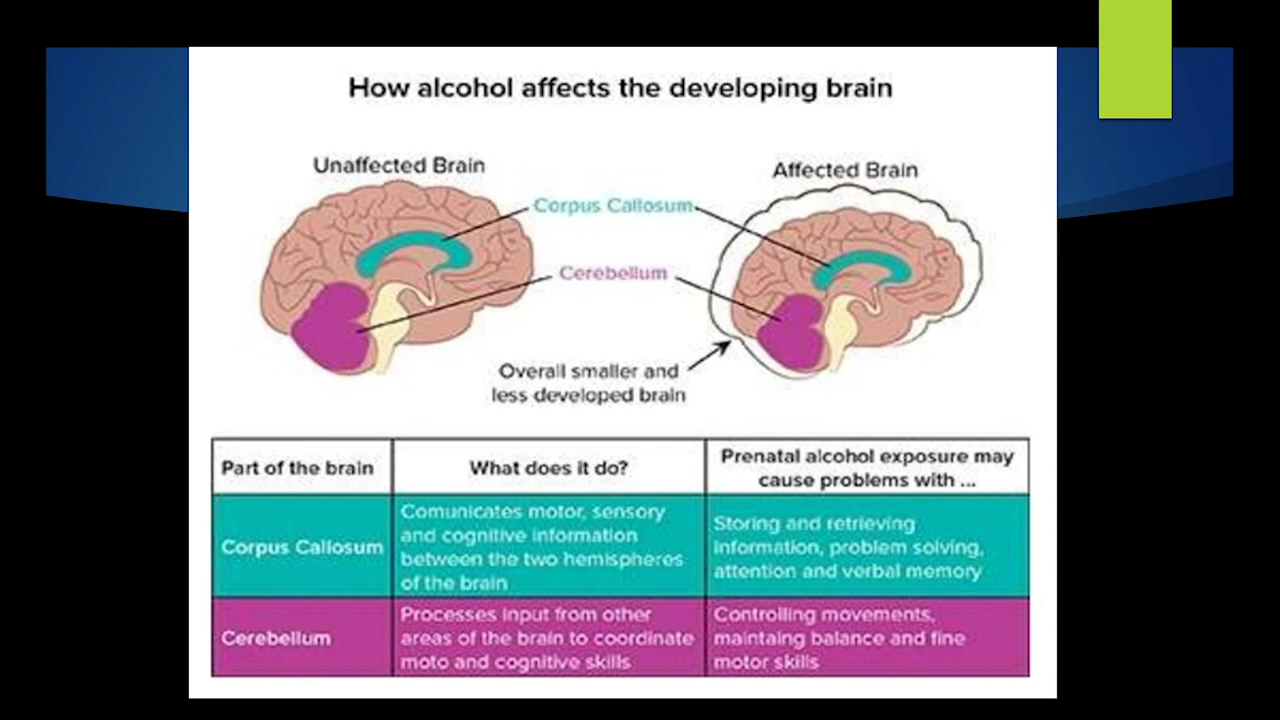 How alcohol affects the developing brain
Unaffected Brain
Affected Brain
Corpus Callosum
Cerebellum
Overall smaller and
less developed brain
Part of the brain
What does it do?
Prenatal alcohol exposure may
cause problems with ...
Corpus Callosum
Comunicates motor, sensory
and cognitive information
between the two hemispheres
of the brain
Storing and retrieving
information, problem solving,
attention and verbal memory
Cerebellum
Processes input from other
areas of the brain to coordinate
moto and cognitive skills
Controlling movements,
maintaing balance and fine
motor skills